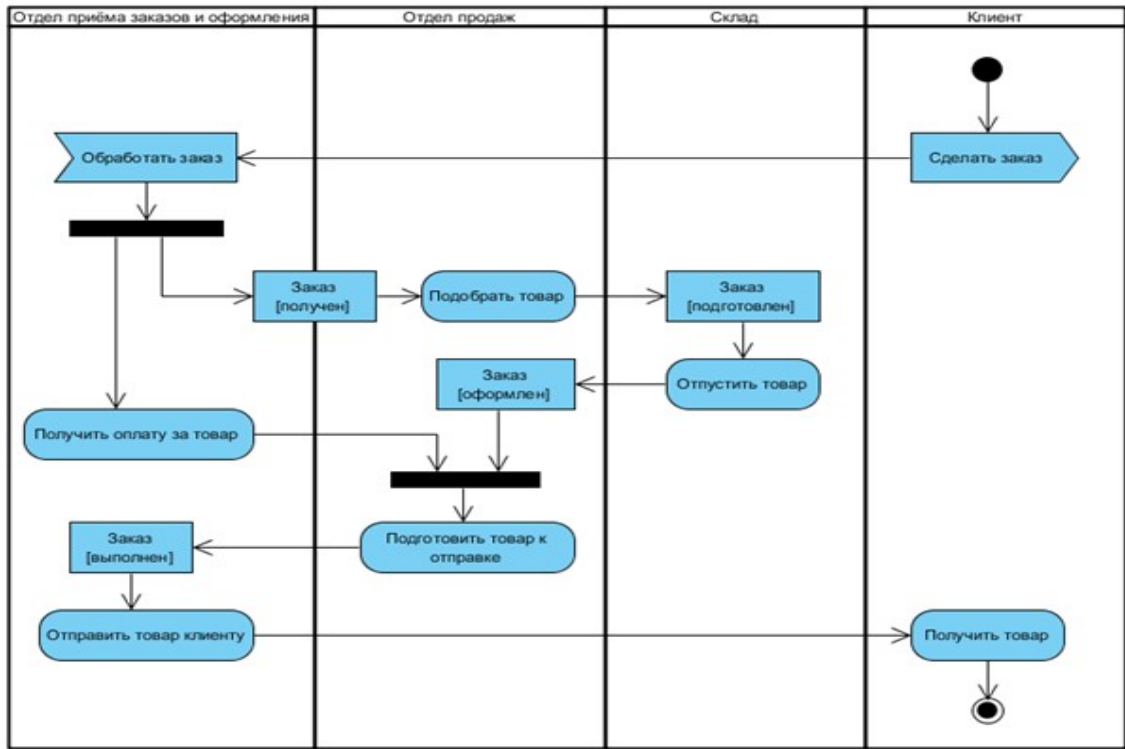 Отдел приёма заказов и оформления
Отдел продаж
Склад
Клиент
Обработать заказ
Сделать заказ
Заказ
[получен]
Подобрать товар
Заказ
[подготовлен]
Заказ
[оформлен]
Отпустить товар
Получить оплату за товар
Заказ
[выполнен]
Подготовить товар к
отправке
Отправить товар клиенту
Получить товар